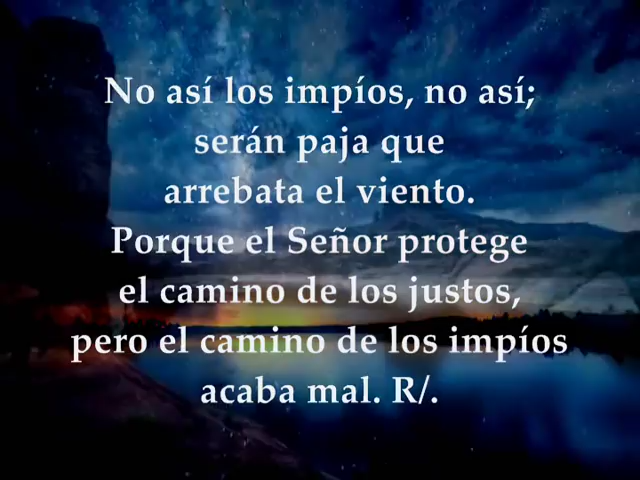 No así los impíos, no así;
serán paja que
arrebata el viento.
Porque el Señor protege
el camino de los justos,
pero el camino de los impíos
acaba mal. R/.